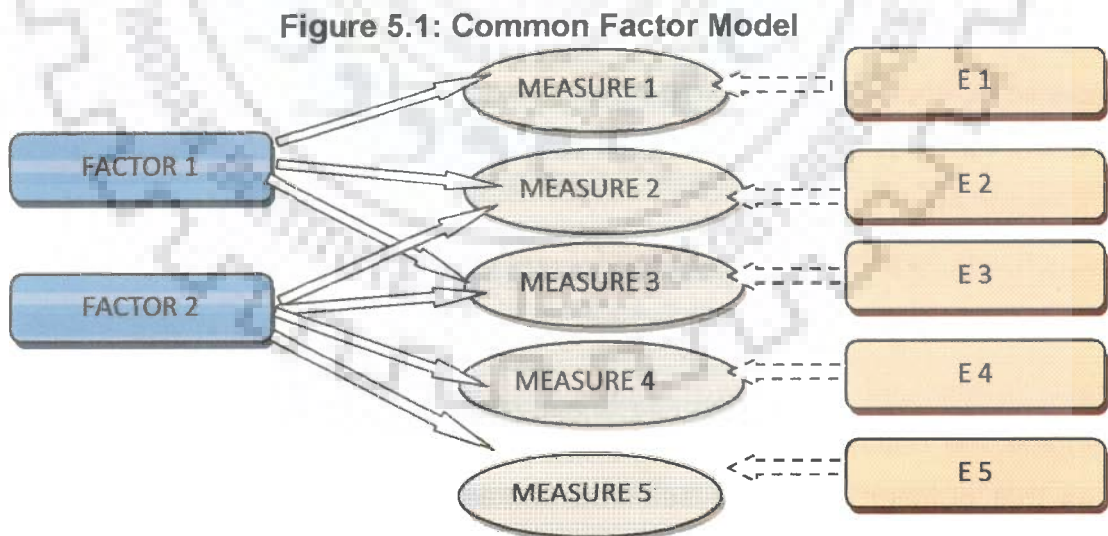 Figure 5.1: Common Factor Model
MEASURE 1
E 1
FACTOR 1
MEASURE 2
E 2
FACTOR 2
MEASURE 3
E 3
MEASURE 4
E 4
MEASURE 5
E 5